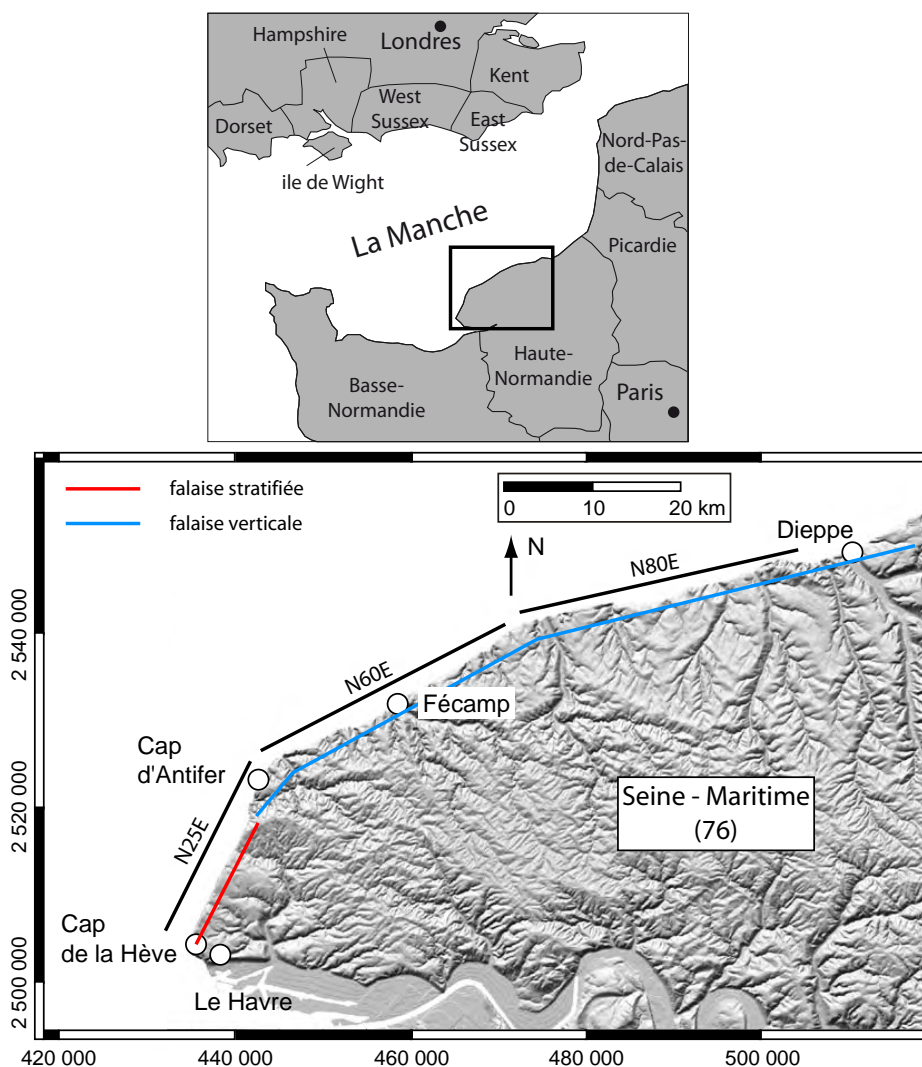 Hampshire
Londres
Kent
West
Sussex
East
Sussex
Dorset
ile de Wight
Nord-Pas-
de-Calais
La Manche
Picardie
Haute-
Normandie
Basse-
Normandie
Paris
falaise stratifiée
falaise verticale
0 10 20 km
N
Dieppe
N80E
N60E
Fécamp
Cap
d'Antifer
N25E
Seine - Maritime
(76)
Cap
de la Hève
Le Havre
2 540 000
2 520 000
2 500 000
420 000 440 000 460 000 480 000 500 000